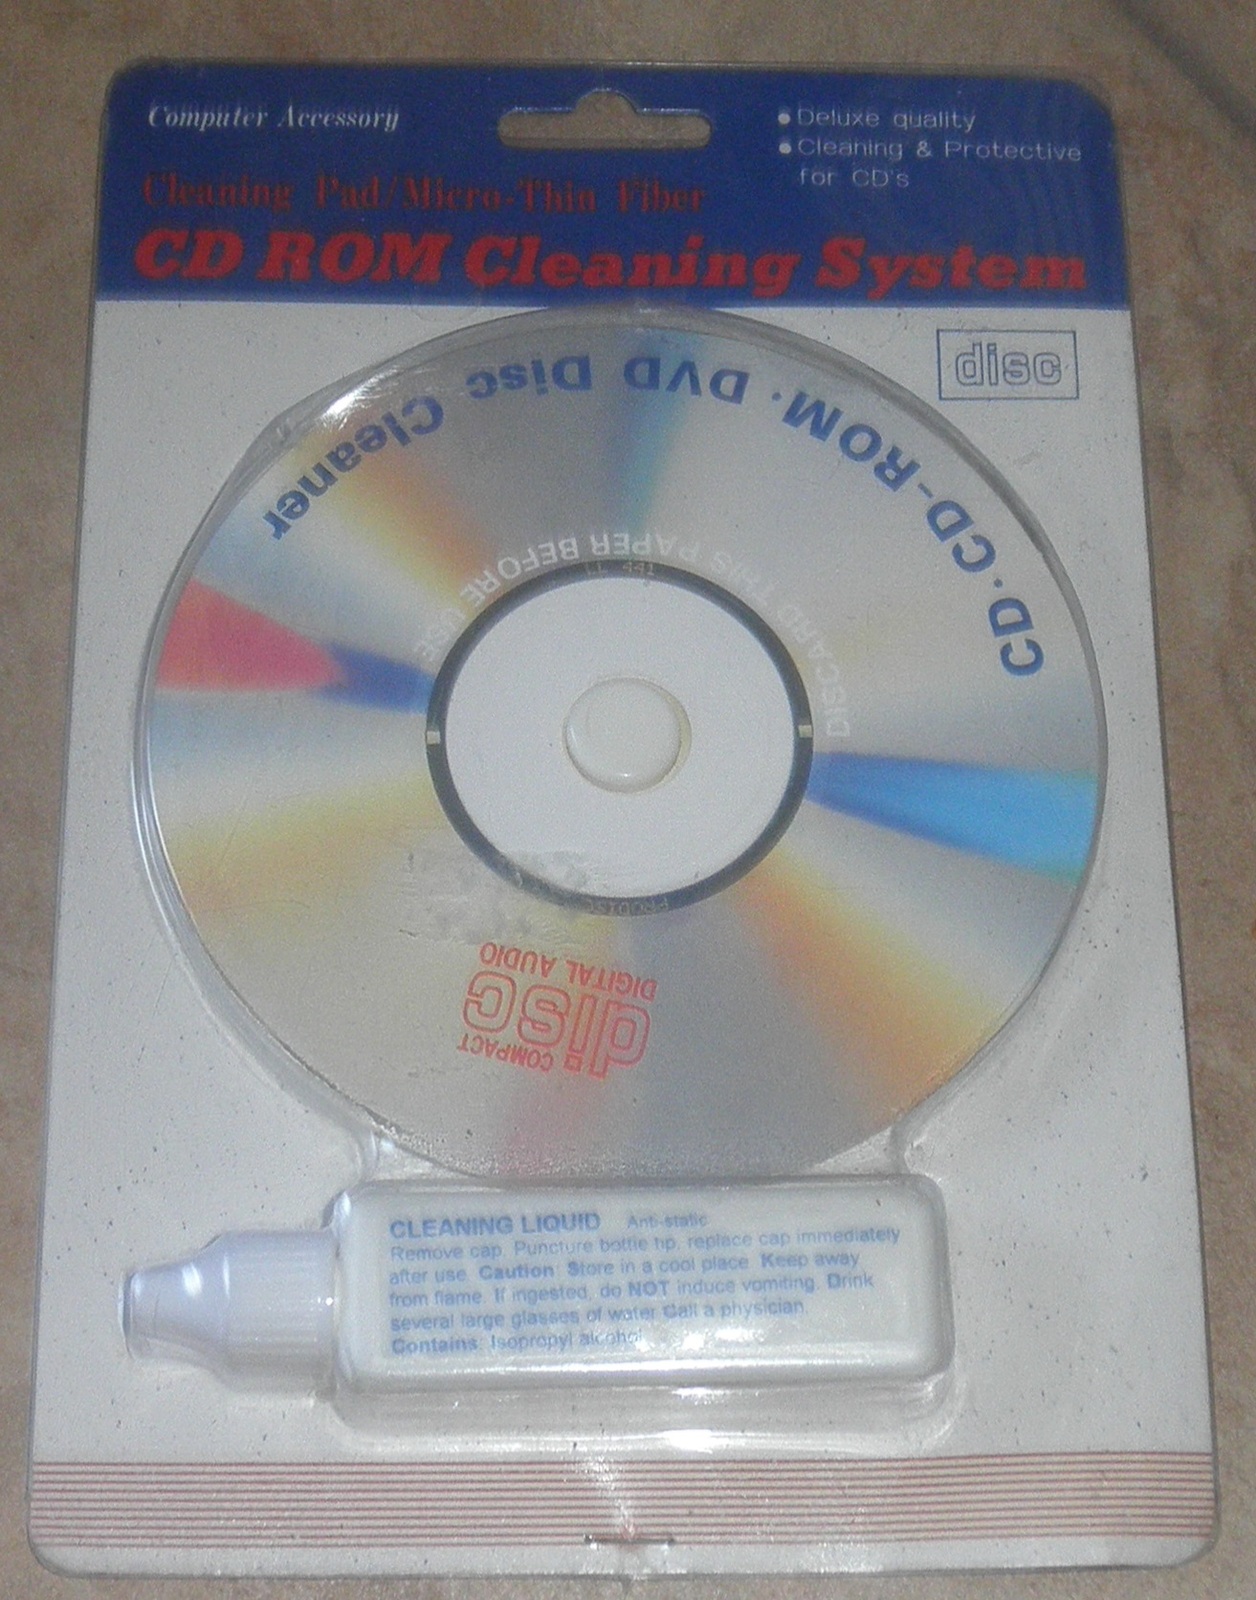 Computer Accessory
• Deluxe quality
• Cleaning & Protective
for CD's
Cleaning Pad/Micro-Thin Fiber
CD ROM Cleaning System
disc
CD. CD-ROM. DVD Disc Cleaner
DISCARD THIS PAPER BEFORE USE
LL 441
PRODISC
COMPACT
disc
DIGITAL AUDIO
CLEANING LIQUID Anti-static
Remove cap. Puncture bottle tip, replace cap immediately
after use. Caution: Store in a cool place. Keep away
from flame. If ingested, do NOT induce vomiting. Drink
several large glasses of water Call a physician.
Contains: Isopropyl alcohol